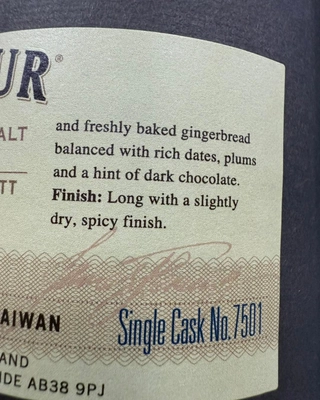 UR®
ALT
TT
and freshly baked gingerbread
balanced with rich dates, plums
and a hint of dark chocolate.
Finish: Long with a slightly
dry, spicy finish.
AIWAN
Single Cask No. 7501
AND
IDE AB38 9PJ